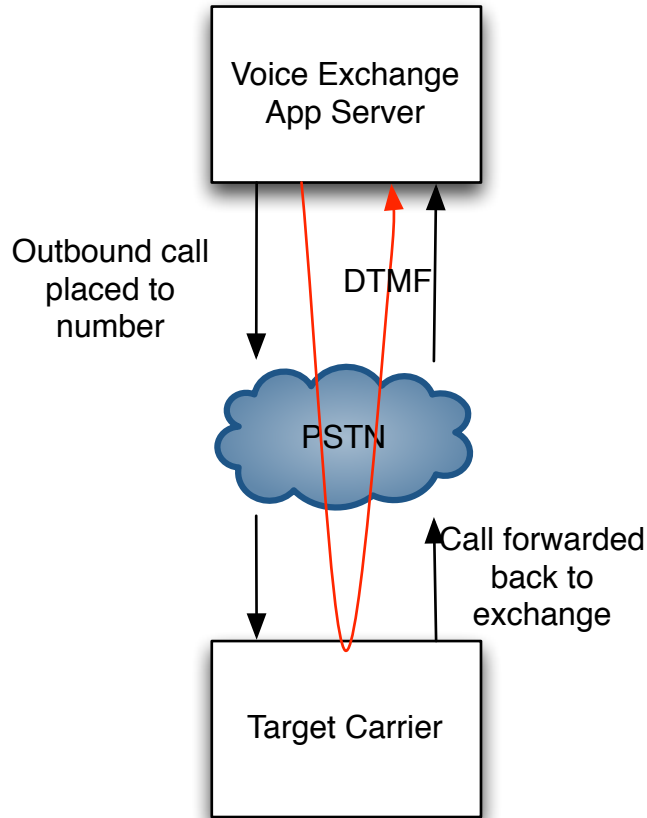 Voice Exchange
App Server
Outbound call
placed to
number
DTMF
PSTN
Call forwarded
back to
exchange
Target Carrier